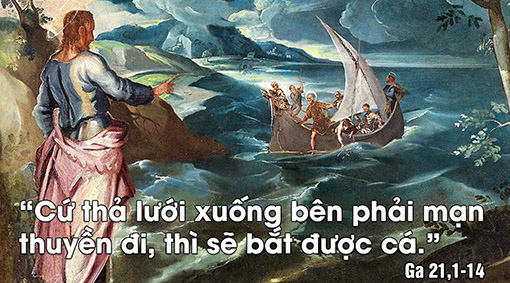 “Cứ thả lưới xuống bên phải mạn
thuyền đi, thì sẽ bắt được cá.”
Ga 21,1-14